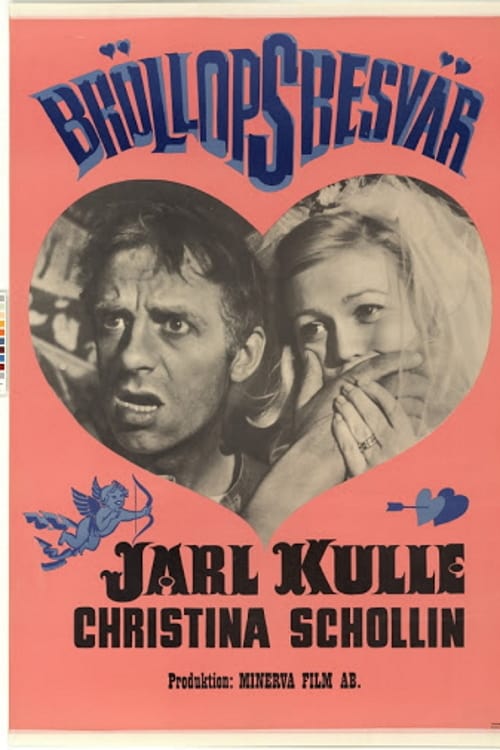 BRÖLLOPSBESVÄR
JARL KULLE
CHRISTINA SCHOLLIN
Produktion: MINERVA FILM AB.